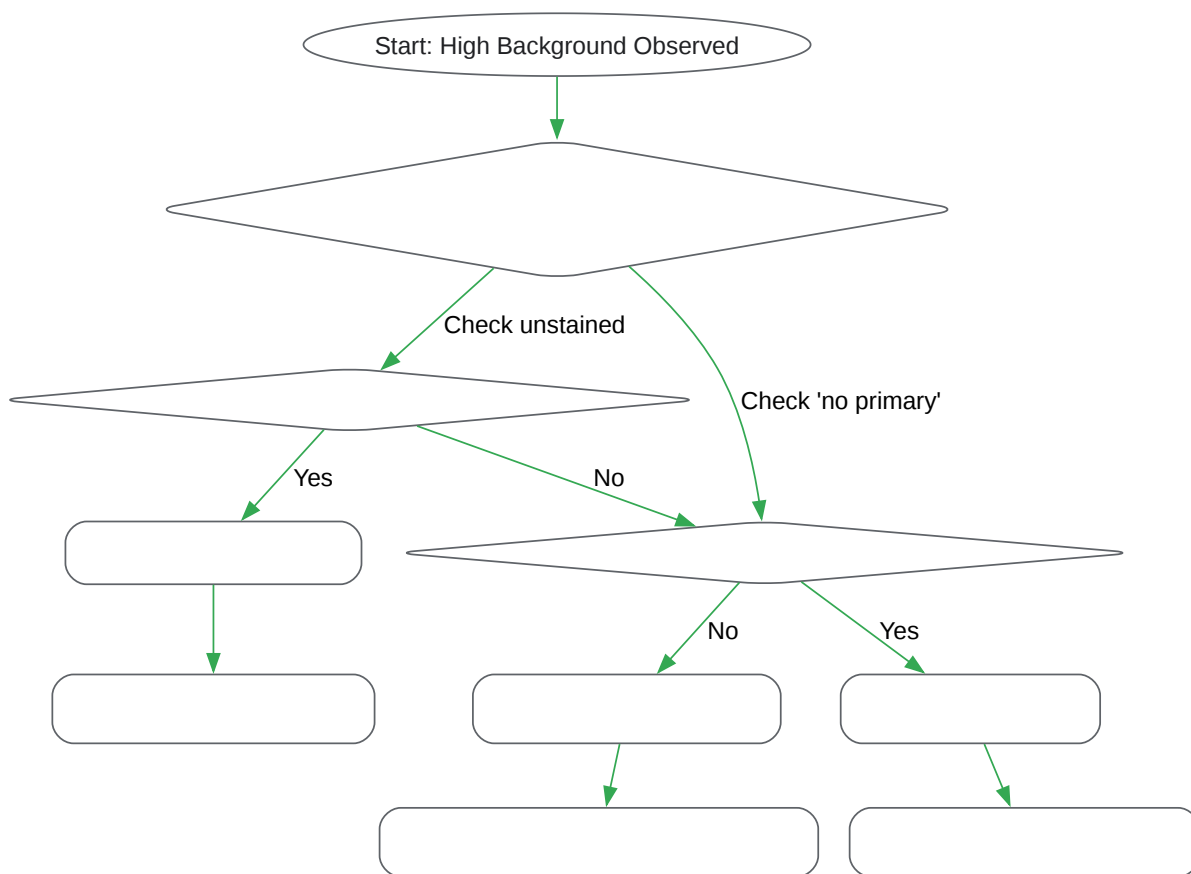 Start: High Background Observed
Check unstained
Check 'no primary'
Yes
No
No
Yes